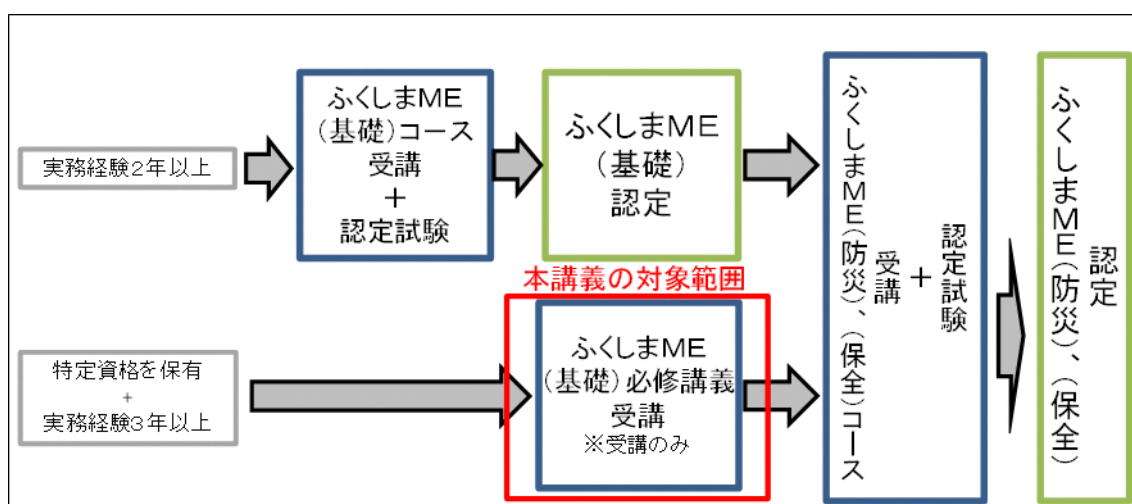 実務経験2年以上
ふくしまME
(基礎)コース
受講
+
認定試験
ふくしまME
(基礎)
認定
本講義の対象範囲
特定資格を保有
+
実務経験3年以上
ふくしまME
(基礎)必修講義
受講
※受講のみ
ふくしまME(防災)、(保全)コース
受講
+
認定試験
ふくしまME(防災)、(保全)
認定